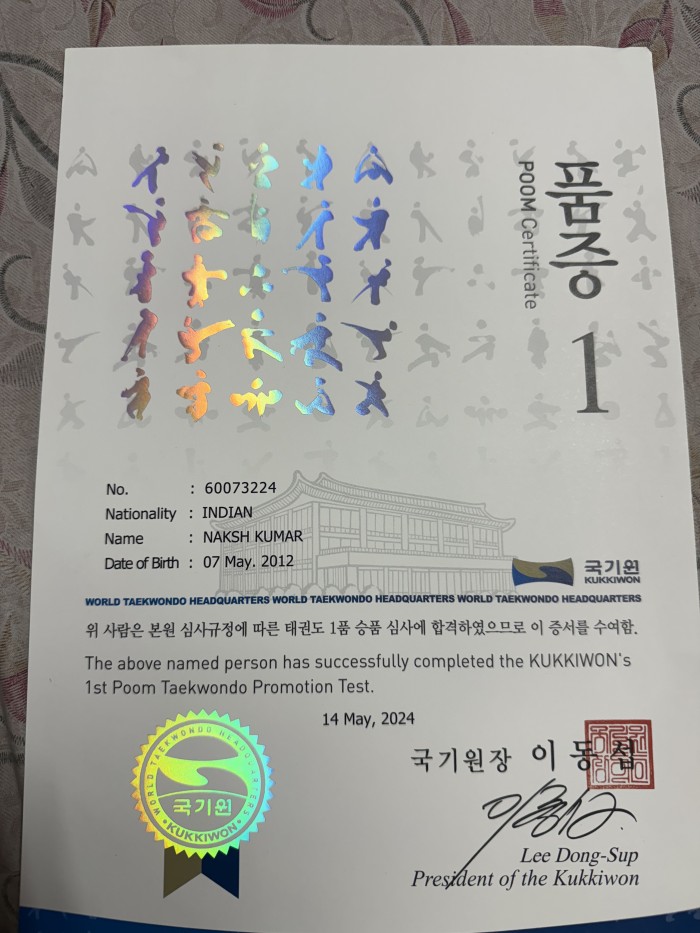 품증
POOM Certificate
1
No. : 60073224
Nationality : INDIAN
Name : NAKSH KUMAR
Date of Birth : 07 May. 2012
국기원
KUKKIWON
WORLD TAEKWONDO HEADQUARTERS WORLD TAEKWONDO HEADQUARTERS WORLD TAEKWONDO HEADQUARTERS
위 사람은 본원 심사규정에 따른 태권도 1품 승품 심사에 합격하였으므로 이 증서를 수여함.
The above named person has successfully completed the KUKKIWON's
1st Poom Taekwondo Promotion Test.
14 May, 2024
WORLD TAEKWONDO HEADQUARTERS
국기원
KUKKIWON
국기원장 이동섭
Lee Dong-Sup
President of the Kukkiwon